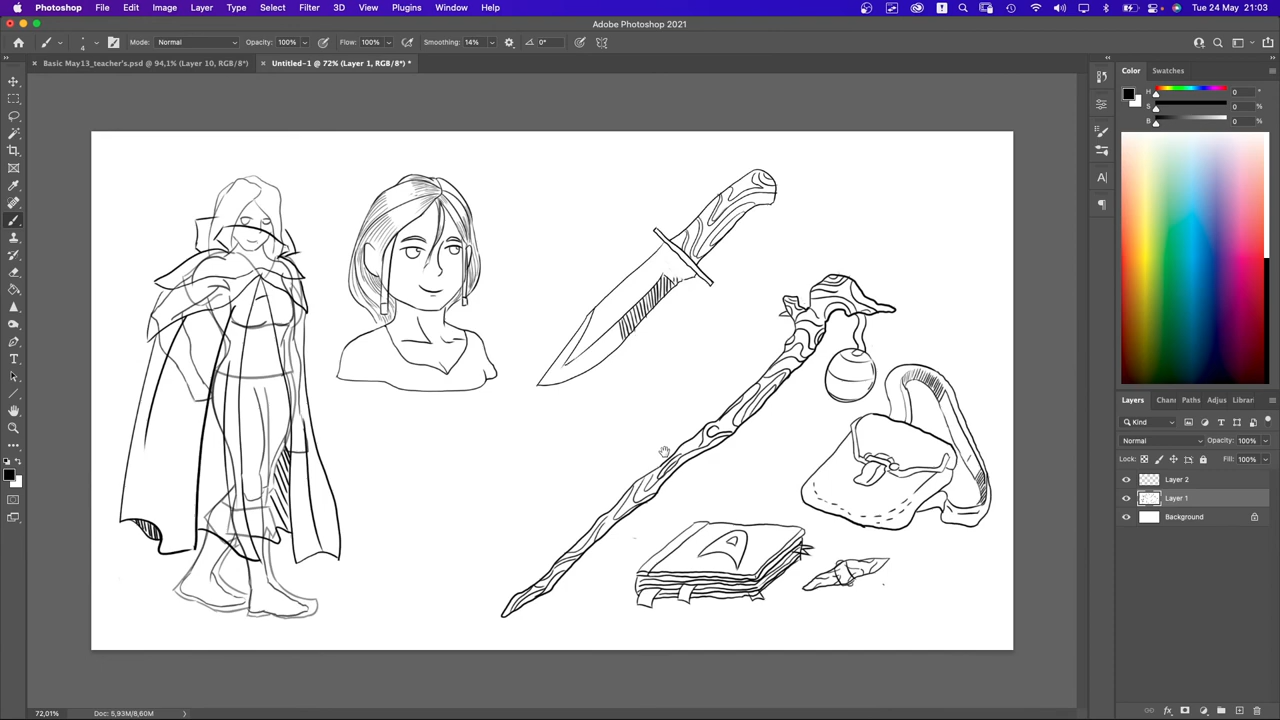 Photoshop File Edit Image Layer Type Select Filter 3D View Plugins Window Help
Tue 24 May 21:03
Adobe Photoshop 2021
Mode: Normal Opacity: 100% Flow: 100% Smoothing: 14% 0°
Basic May13_teacher's.psd @ 94,1% (Layer 10, RGB/8*)
Untitled-1 @ 72% (Layer 1, RGB/8*) *
Color Swatches
H 0 °
S 0 %
B 0 %
Layers Chann Paths Adjus Librari
Kind
Normal Opacity: 100%
Lock: Fill: 100%
Layer 2
Layer 1
Background
72,01% Doc: 5,93M/8,60M